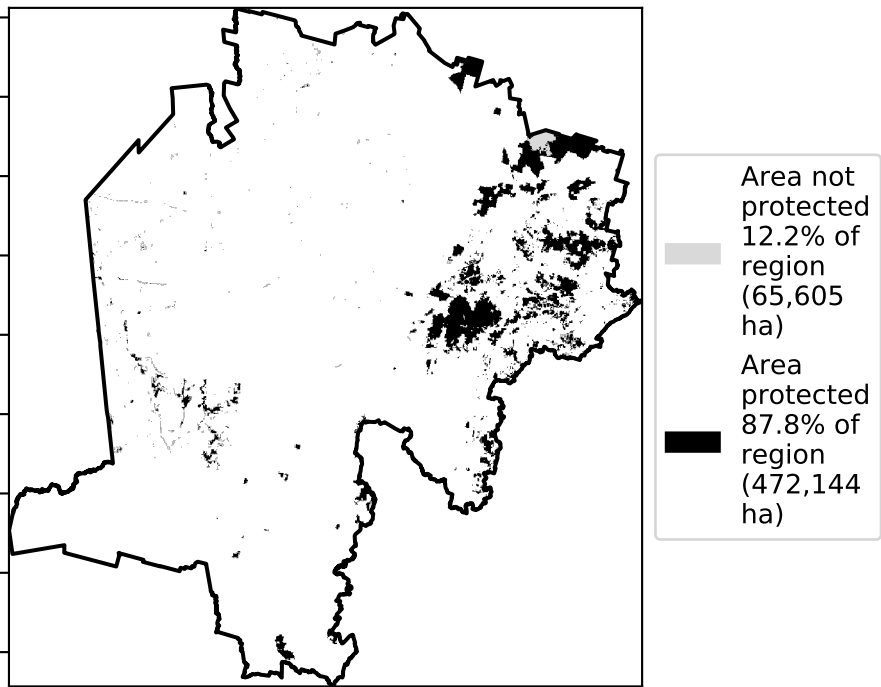 Area not
protected
12.2% of
region
(65,605
ha)
Area
protected
87.8% of
region
(472,144
ha)